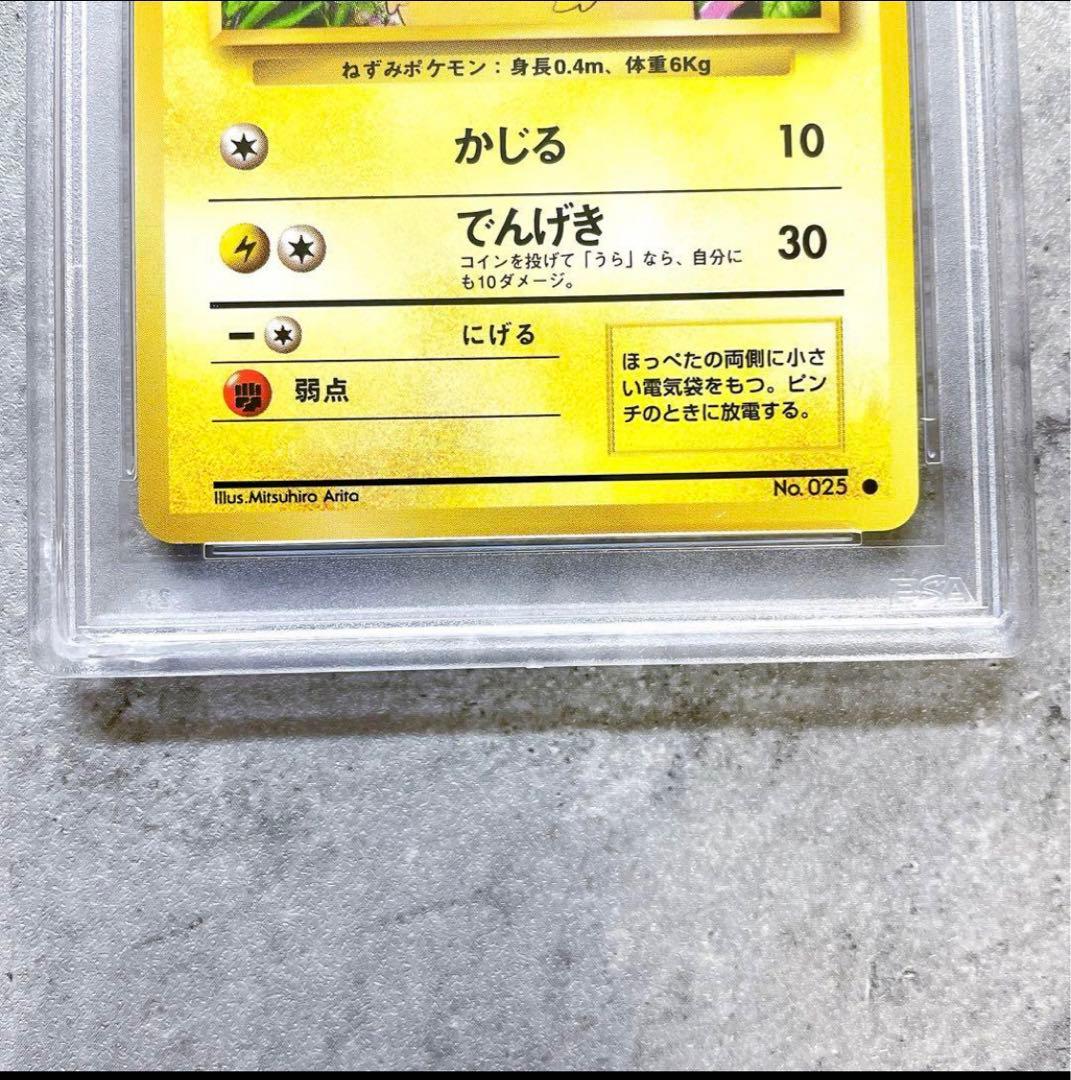 ねずみポケモン：身長0.4m、体重6Kg
かじる 10
でんげき 30
コインを投げて「うら」なら、自分に
も10ダメージ。
にげる
弱点
ほっぺたの両側に小さ
い電気袋をもつ。ピン
チのときに放電する。
Illus.Mitsuhiro Arita
No. 025